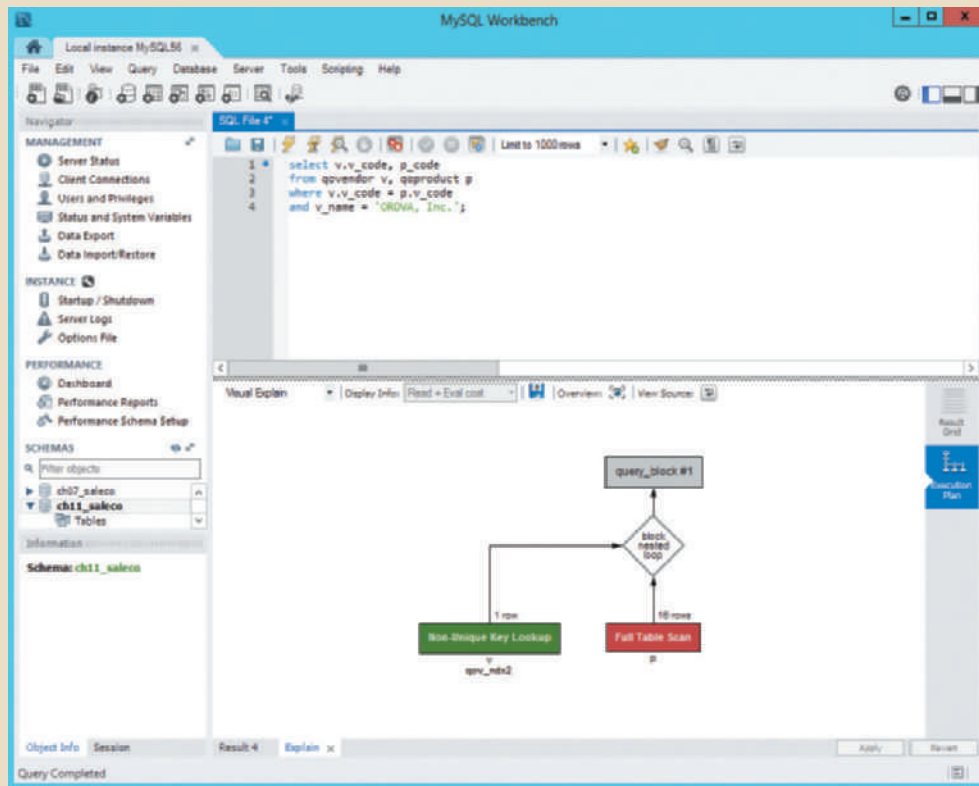 MySQL Workbench
Local instance MySQL56
File Edit View Query Database Server Tools Scripting Help
Navigator
MANAGEMENT
Server Status
Client Connections
Users and Privileges
Status and System Variables
Data Export
Data Import/Restore
INSTANCE
Startup / Shutdown
Server Logs
Options File
PERFORMANCE
Dashboard
Performance Reports
Performance Schema Setup
SCHEMAS
Filter objects
ch07_saleco
ch11_saleco
Tables
Information
Schema: ch11_saleco
Object Info Session
SQL File 4*
Limit to 1000 rows
1 select v.v_code, p_code
2 from qovendor v, qoproduct p
3 where v.v_code = p.v_code
4 and v_name = 'ORDVA, Inc.';
Visual Explain Display Info: Read + Eval cost Overview: View Source:
query_block #1
block
nested
loop
1 row
16 rows
Non-Unique Key Lookup
Full Table Scan
v
p
qov_ndx2
Result
Grid
Execution
Plan
Result 4 Explain
Apply Revert
Query Completed